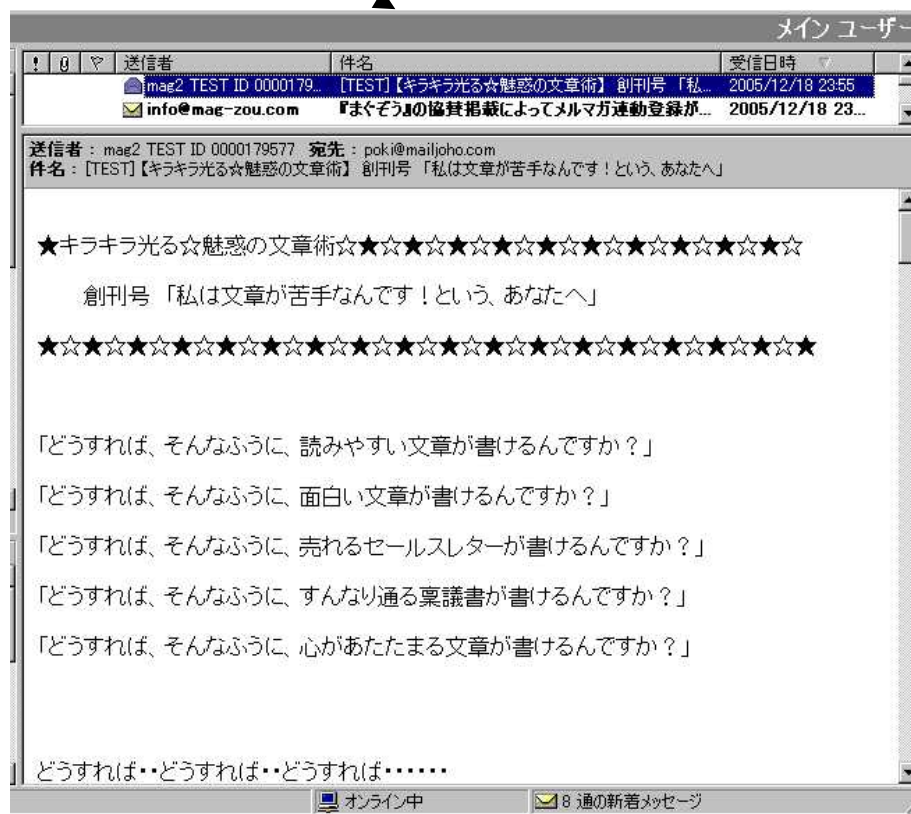 メイン ユーザー
! 送信者 件名 受信日時
mag2 TEST ID 0000179... [TEST]【キラキラ光る☆魅惑の文章術】 創刊号 「私... 2005/12/18 23:55
info@mag-zou.com 『まぐぞう』の協賛掲載によってメルマガ連動登録が... 2005/12/18 23...
送信者： mag2 TEST ID 0000179577 宛先： poki@mailjoho.com
件名： [TEST]【キラキラ光る☆魅惑の文章術】 創刊号 「私は文章が苦手なんです！という、あなたへ」
★キラキラ光る☆魅惑の文章術☆★☆★☆★☆★☆★☆★☆★☆★☆★☆★☆
創刊号 「私は文章が苦手なんです！という、あなたへ」
★☆★☆★☆★☆★☆★☆★☆★☆★☆★☆★☆★☆★☆★☆★☆★☆★☆★
「どうすれば、そんなふうに、読みやすい文章が書けるんですか？」
「どうすれば、そんなふうに、面白い文章が書けるんですか？」
「どうすれば、そんなふうに、売れるセールスレターが書けるんですか？」
「どうすれば、そんなふうに、すんなり通る稟議書が書けるんですか？」
「どうすれば、そんなふうに、心があたたまる文章が書けるんですか？」
どうすれば・・どうすれば・・どうすれば・・・・・・
オンライン中 8 通の新着メッセージ